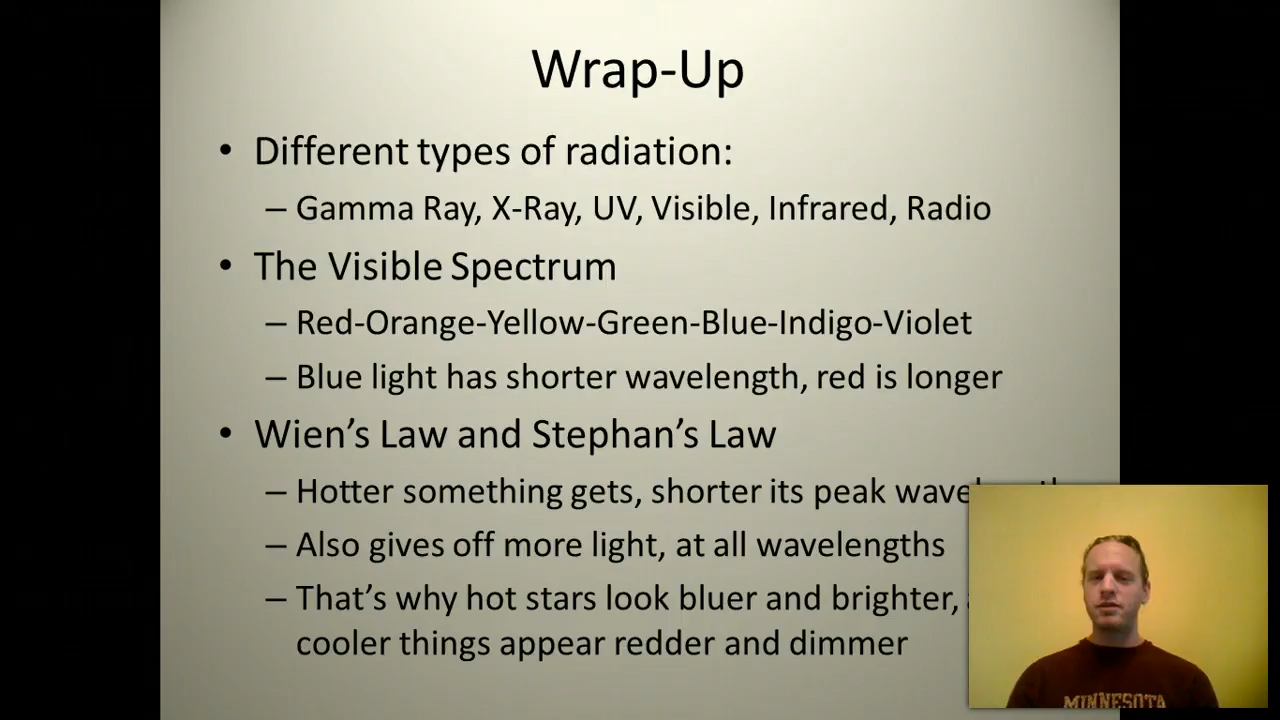 Wrap-Up
• Different types of radiation:
– Gamma Ray, X-Ray, UV, Visible, Infrared, Radio
• The Visible Spectrum
– Red-Orange-Yellow-Green-Blue-Indigo-Violet
– Blue light has shorter wavelength, red is longer
• Wien’s Law and Stephan’s Law
– Hotter something gets, shorter its peak
– Also gives off more light, at all wavelengths
– That’s why hot stars look bluer and brighter,
cooler things appear redder and dimmer
MINNESOTA